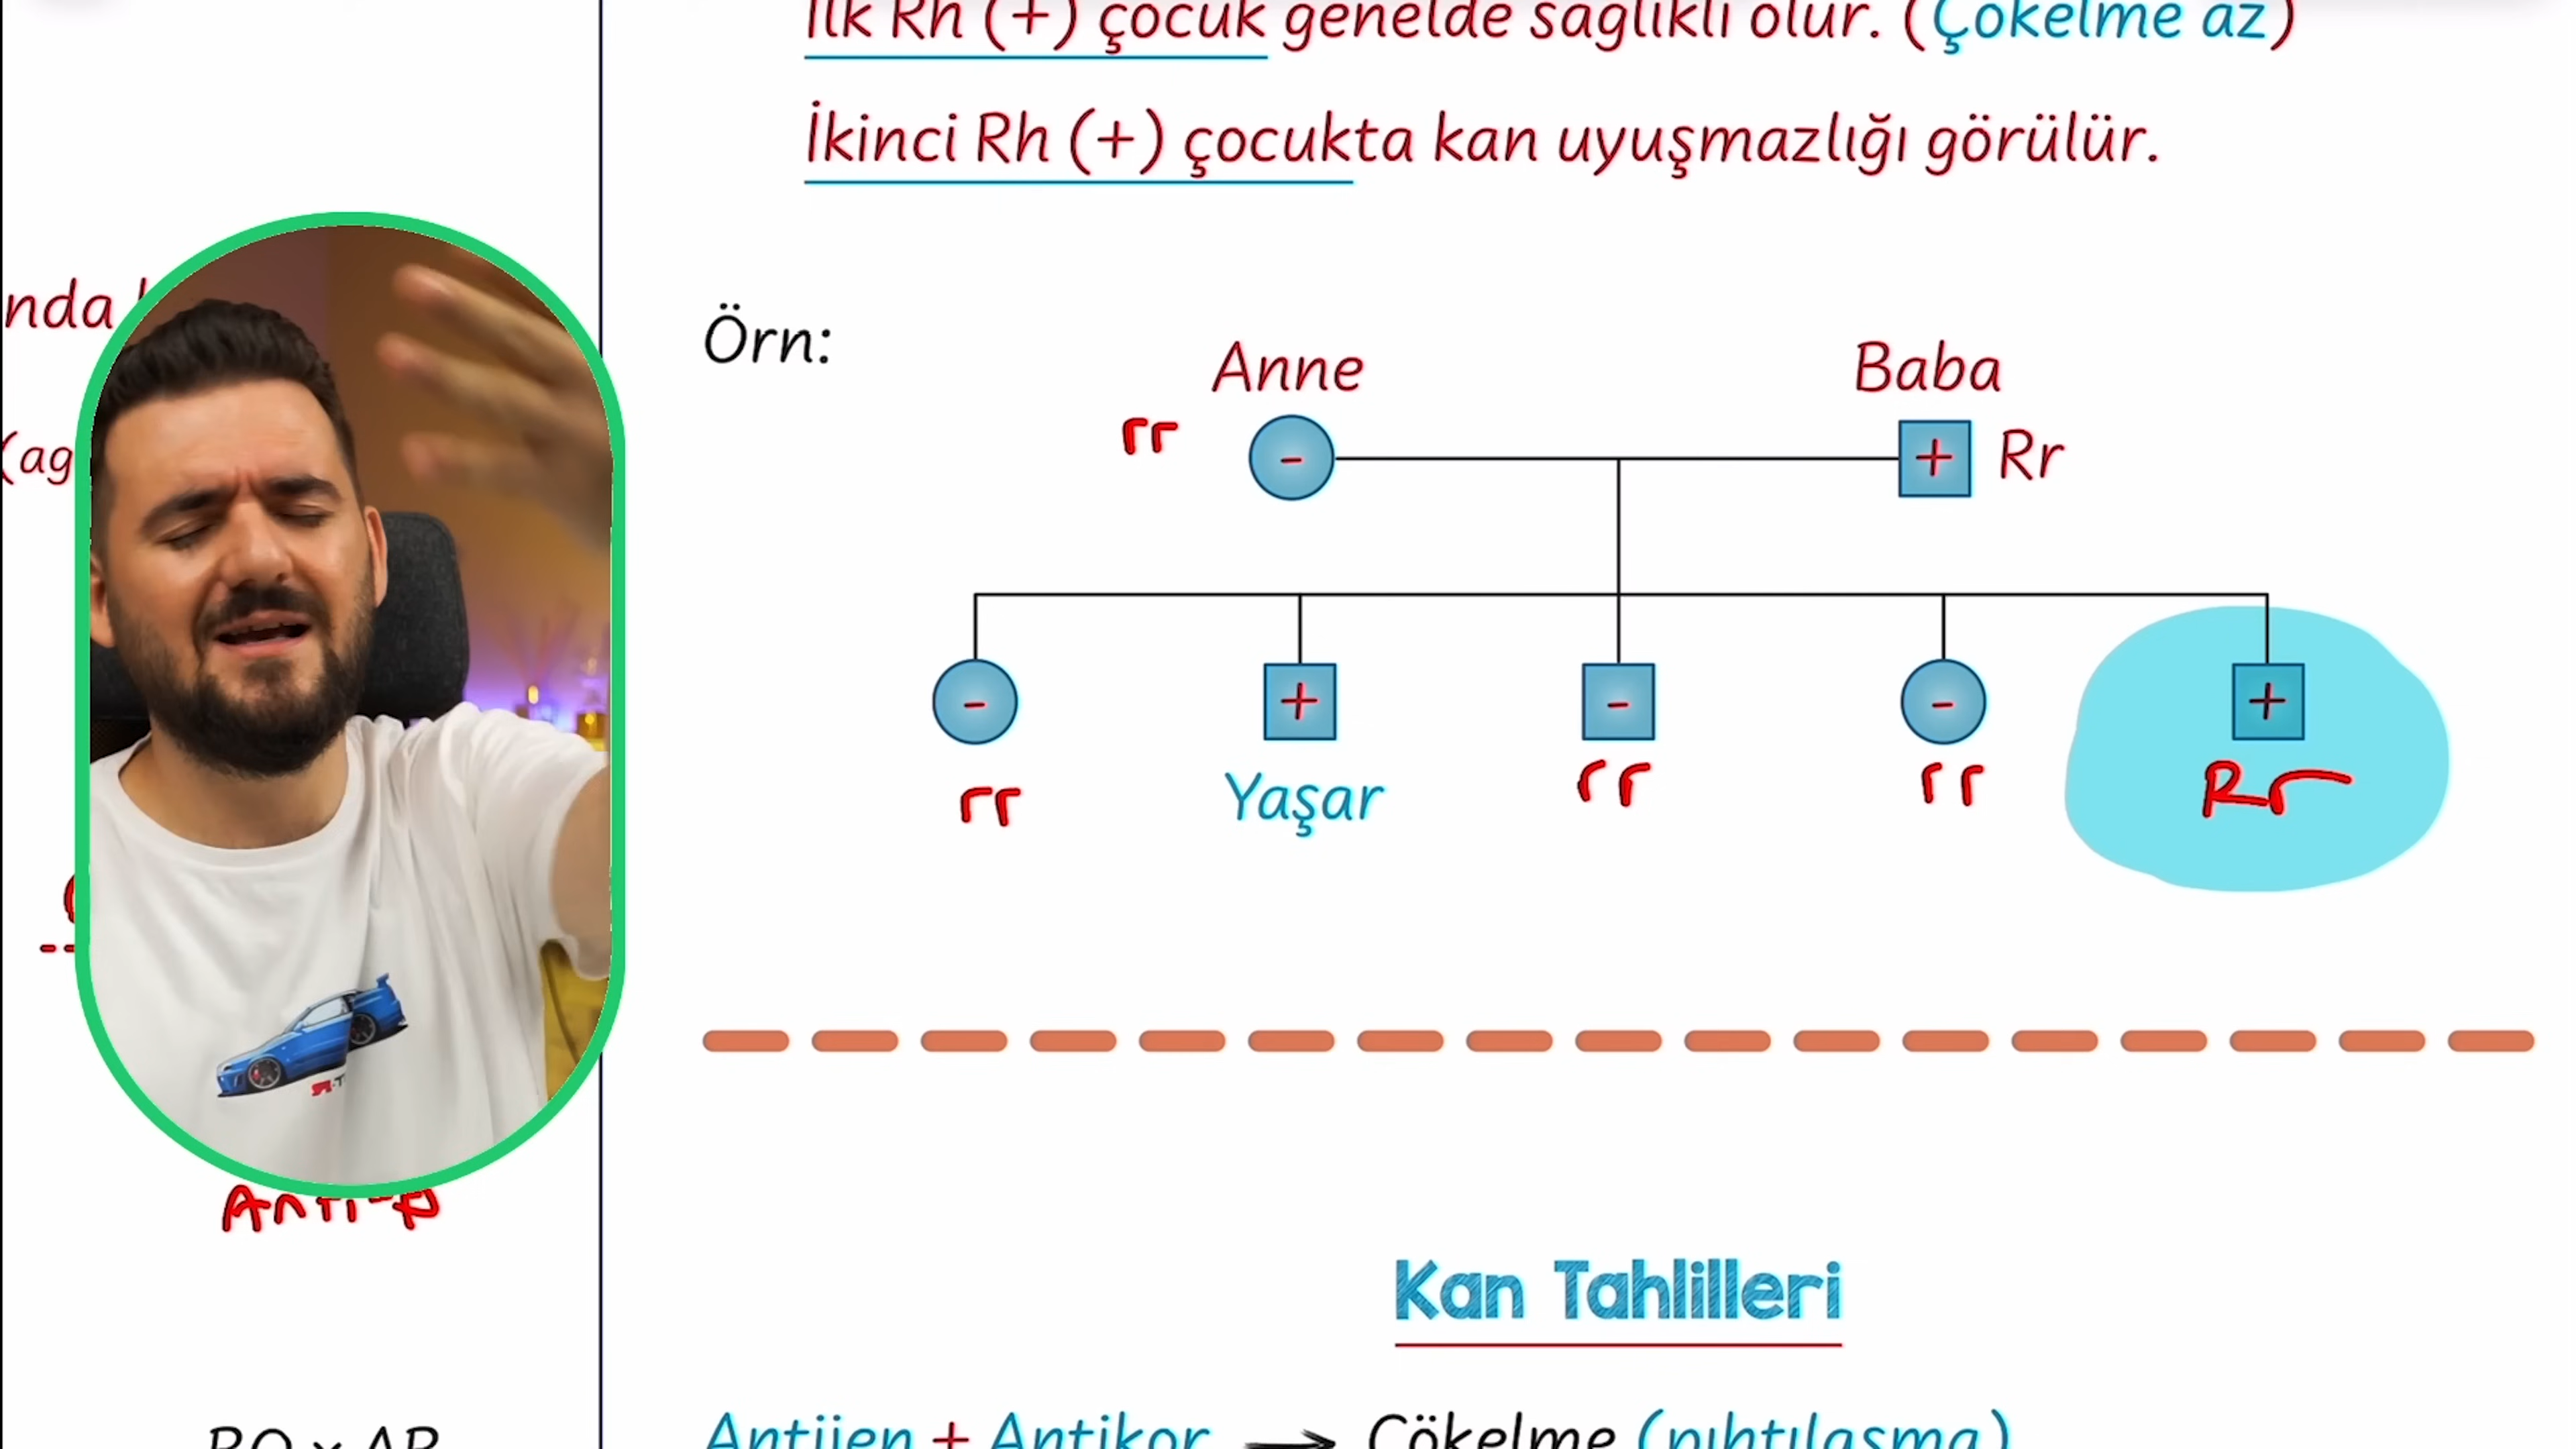 İlk Rh (+) çocuk genelde sağlıklı olur. (Çökelme az)
İkinci Rh (+) çocukta kan uyuşmazlığı görülür.
nda
(ag
Örn:
Anne
Baba
rr
-
+
Rr
-
+
-
-
+
rr
Yaşar
rr
rr
Rr
Kan Tahlilleri
Antijen + Antikor → Çökelme (pıhtılaşma)